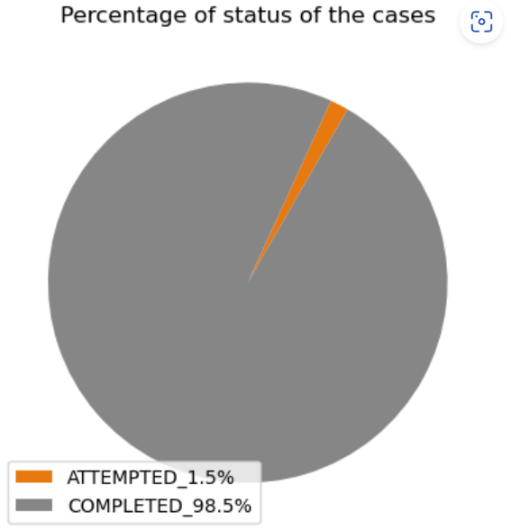 Percentage of status of the cases
ATTEMPTED_1.5%
COMPLETED_98.5%